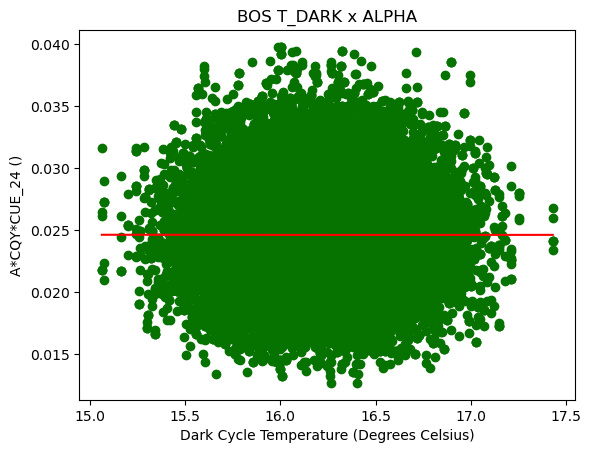 BOS T_DARK x ALPHA
A*CQY*CUE_24 ()
0.040
0.035
0.030
0.025
0.020
0.015
15.0 15.5 16.0 16.5 17.0 17.5
Dark Cycle Temperature (Degrees Celsius)